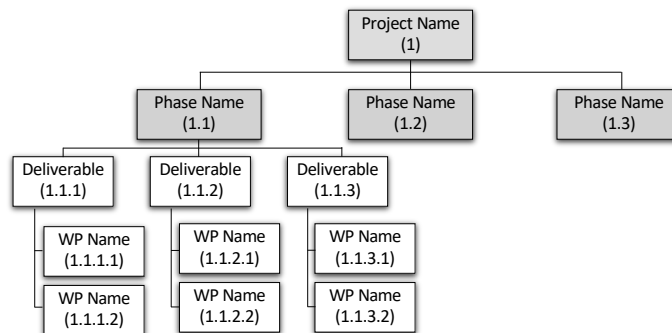 Project Name
(1)
Phase Name
(1.1)
Phase Name
(1.2)
Phase Name
(1.3)
Deliverable
(1.1.1)
Deliverable
(1.1.2)
Deliverable
(1.1.3)
WP Name
(1.1.1.1)
WP Name
(1.1.2.1)
WP Name
(1.1.3.1)
WP Name
(1.1.1.2)
WP Name
(1.1.2.2)
WP Name
(1.1.3.2)